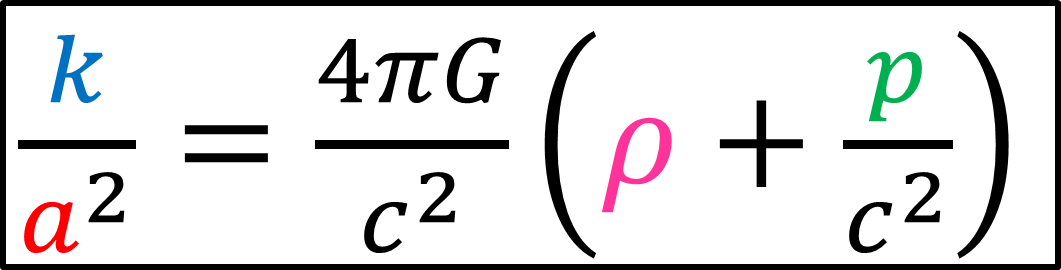 k/a² = 4πG/c² (ρ + p/c²)